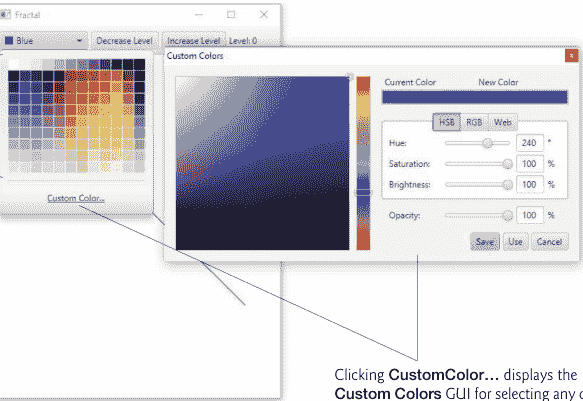 Fractal
Blue
Decrease Level
Increase Level
Level: 0
Custom Color...
Custom Colors
Current Color
New Color
HSB
RGB
Web
Hue:
240
°
Saturation:
100
%
Brightness:
100
%
Opacity:
100
%
Save
Use
Cancel
Clicking CustomColor... displays the
Custom Colors GUI for selecting any